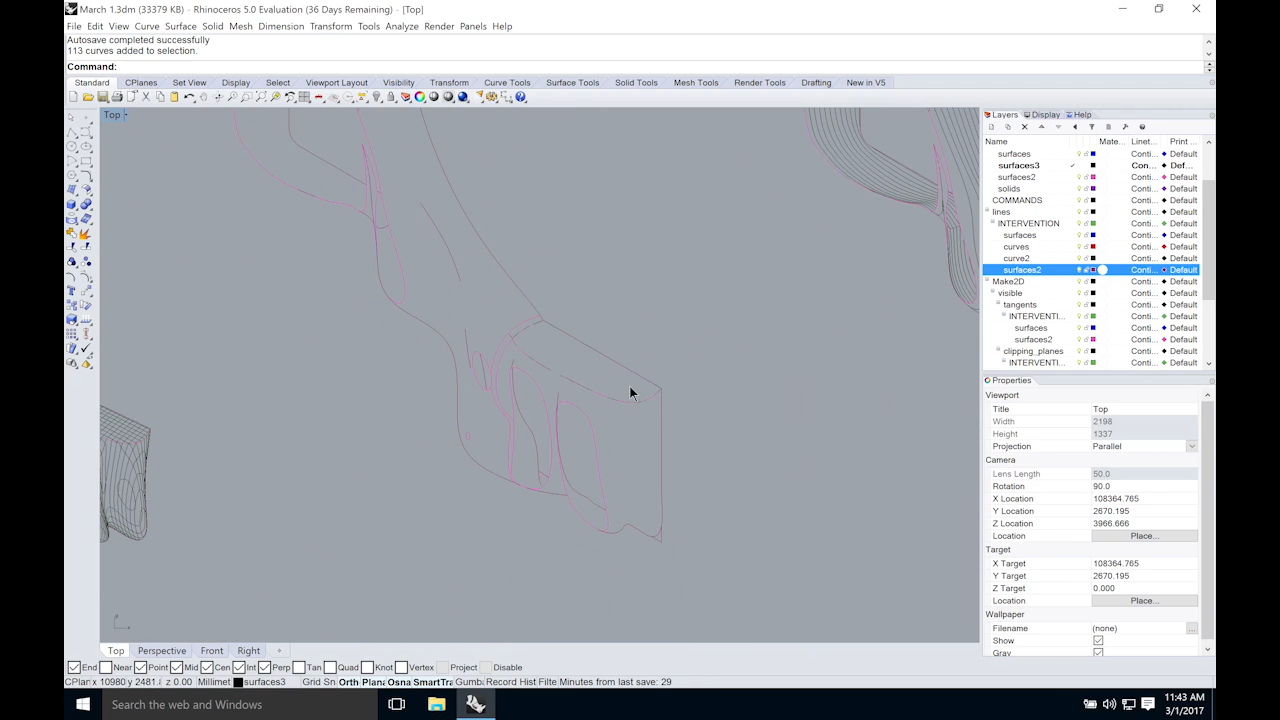 March 1.3dm (33379 KB) - Rhinoceros 5.0 Evaluation (36 Days Remaining) - [Top]
File Edit View Curve Surface Solid Mesh Dimension Transform Tools Analyze Render Panels Help
Autosave completed successfully
113 curves added to selection.
Command:
Standard CPlanes Set View Display Select Viewport Layout Visibility Transform Curve Tools Surface Tools Solid Tools Mesh Tools Render Tools Drafting New in V5
Top
Layers Display Help
Name Mate... Linet... Print ...
surfaces Conti... Default
surfaces3 Con... Def...
surfaces2 Conti... Default
solids Conti... Default
COMMANDS Conti... Default
lines Conti... Default
INTERVENTION Conti... Default
surfaces Conti... Default
curves Conti... Default
curve2 Conti... Default
surfaces2 Conti... Default
Make2D Conti... Default
visible Conti... Default
tangents Conti... Default
INTERVENTI... Conti... Default
surfaces Conti... Default
surfaces2 Conti... Default
clipping_planes Conti... Default
INTERVENTI... Conti... Default
Properties
Viewport
Title Top
Width 2198
Height 1337
Projection Parallel
Camera
Lens Length 50.0
Rotation 90.0
X Location 108364.765
Y Location 2670.195
Z Location 3966.666
Location Place...
Target
X Target 108364.765
Y Target 2670.195
Z Target 0.000
Location Place...
Wallpaper
Filename (none) ...
Show
Gray
Top Perspective Front Right
End Near Point Mid Cen Int Perp Tan Quad Knot Vertex Project Disable
CPlan x 10980 y 2481.8 z 0.00 Millimet surfaces3 Grid Sn Orth Plana Osna SmartTra Gumba Record Hist Filte Minutes from last save: 29
Search the web and Windows
11:43 AM
3/1/2017